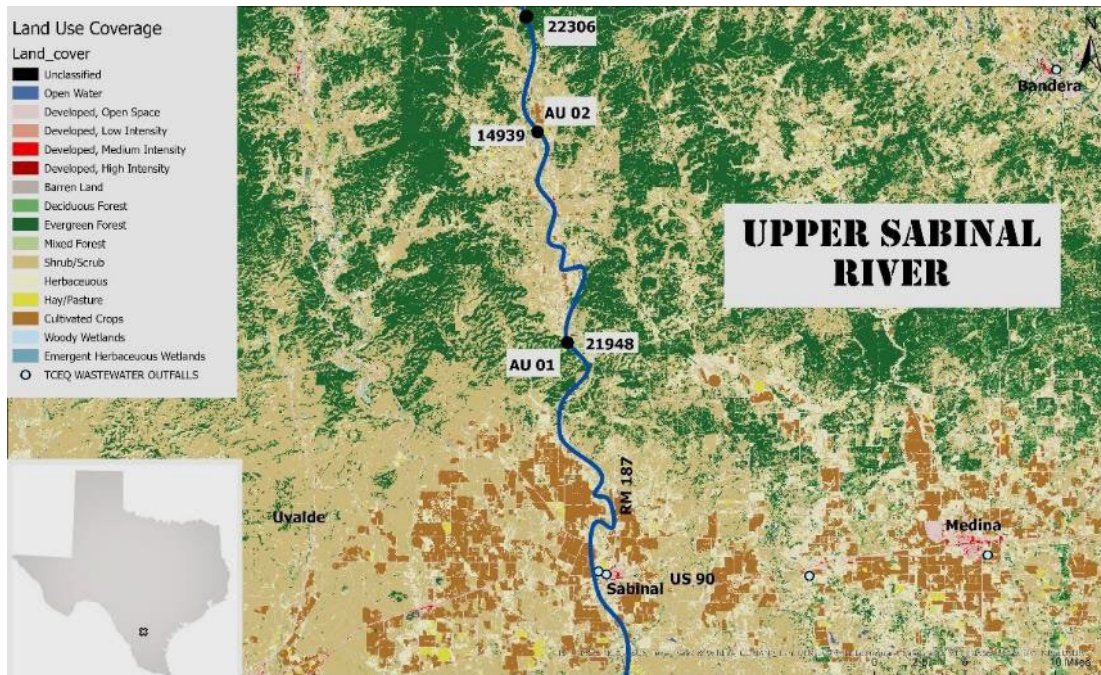 Land Use Coverage
Land_cover
Unclassified
Open Water
Developed, Open Space
Developed, Low Intensity
Developed, Medium Intensity
Developed, High Intensity
Barren Land
Deciduous Forest
Evergreen Forest
Mixed Forest
Shrub/Scrub
Herbaceuous
Hay/Pasture
Cultivated Crops
Woody Wetlands
Emergent Herbaceuous Wetlands
TCEQ WASTEWATER OUTFALLS
N
22306
Bandera
AU 02
14939
UPPER SABINAL
RIVER
21948
AU 01
RM 187
Uvalde
Medina
US 90
Sabinal
10 Miles